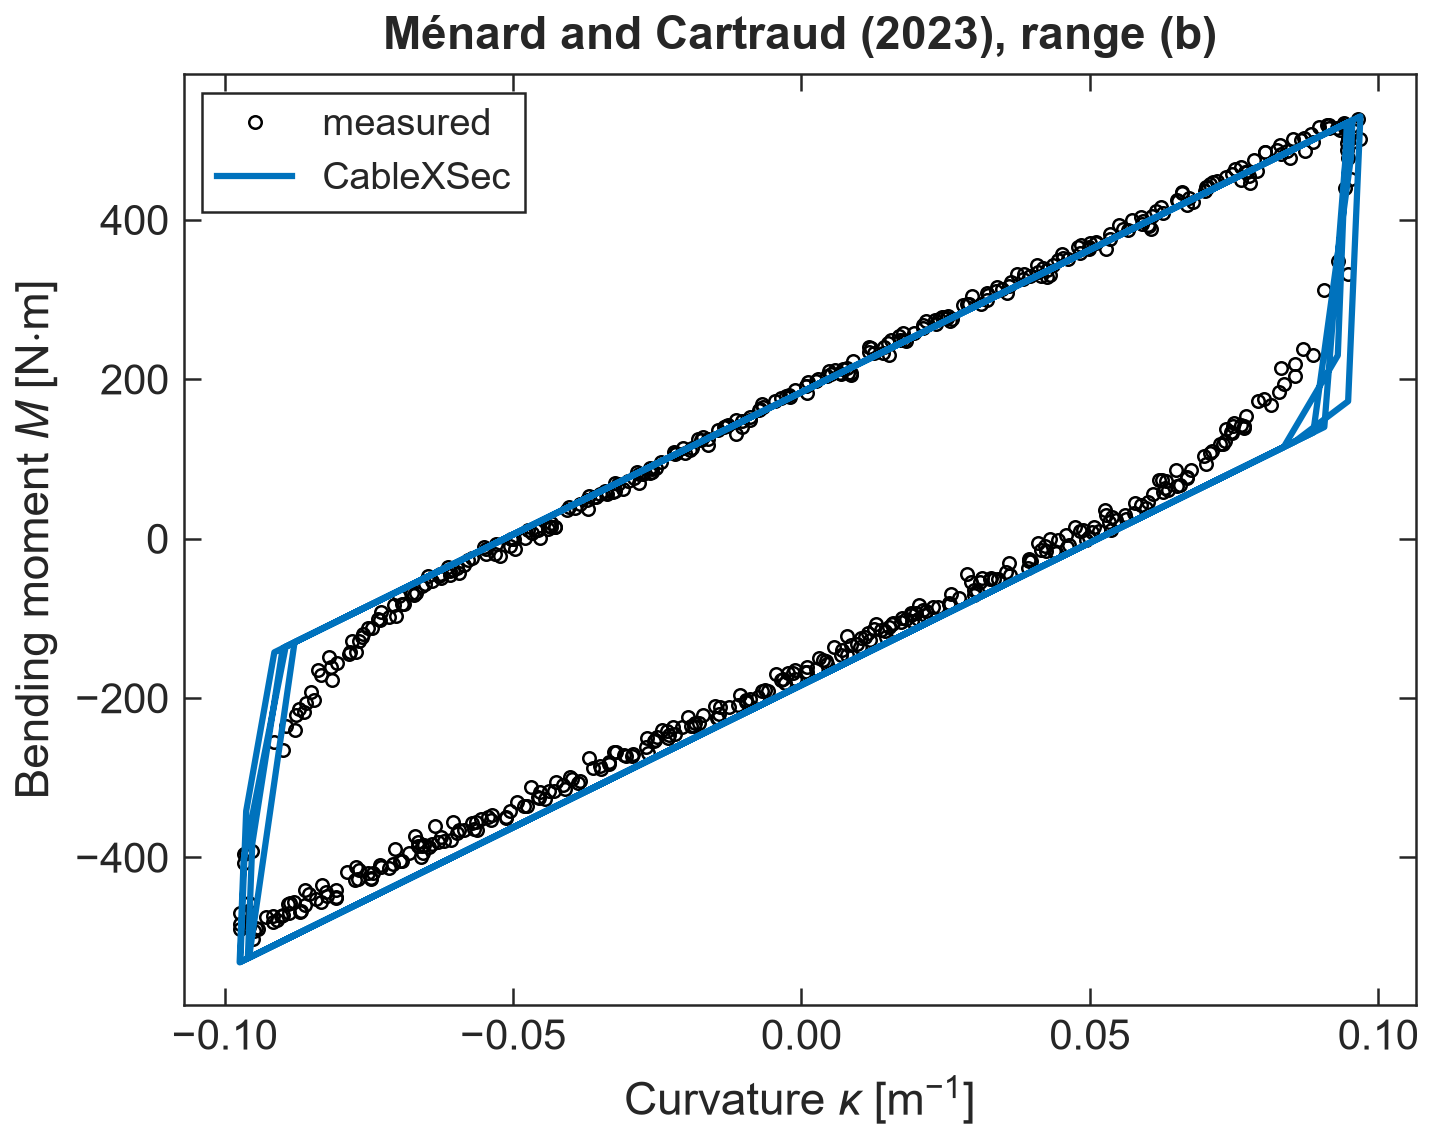 Ménard and Cartraud (2023), range (b)
measured
CableXSec
Bending moment M [N·m]
400
200
0
−200
−400
−0.10
−0.05
0.00
0.05
0.10
Curvature κ [m⁻¹]